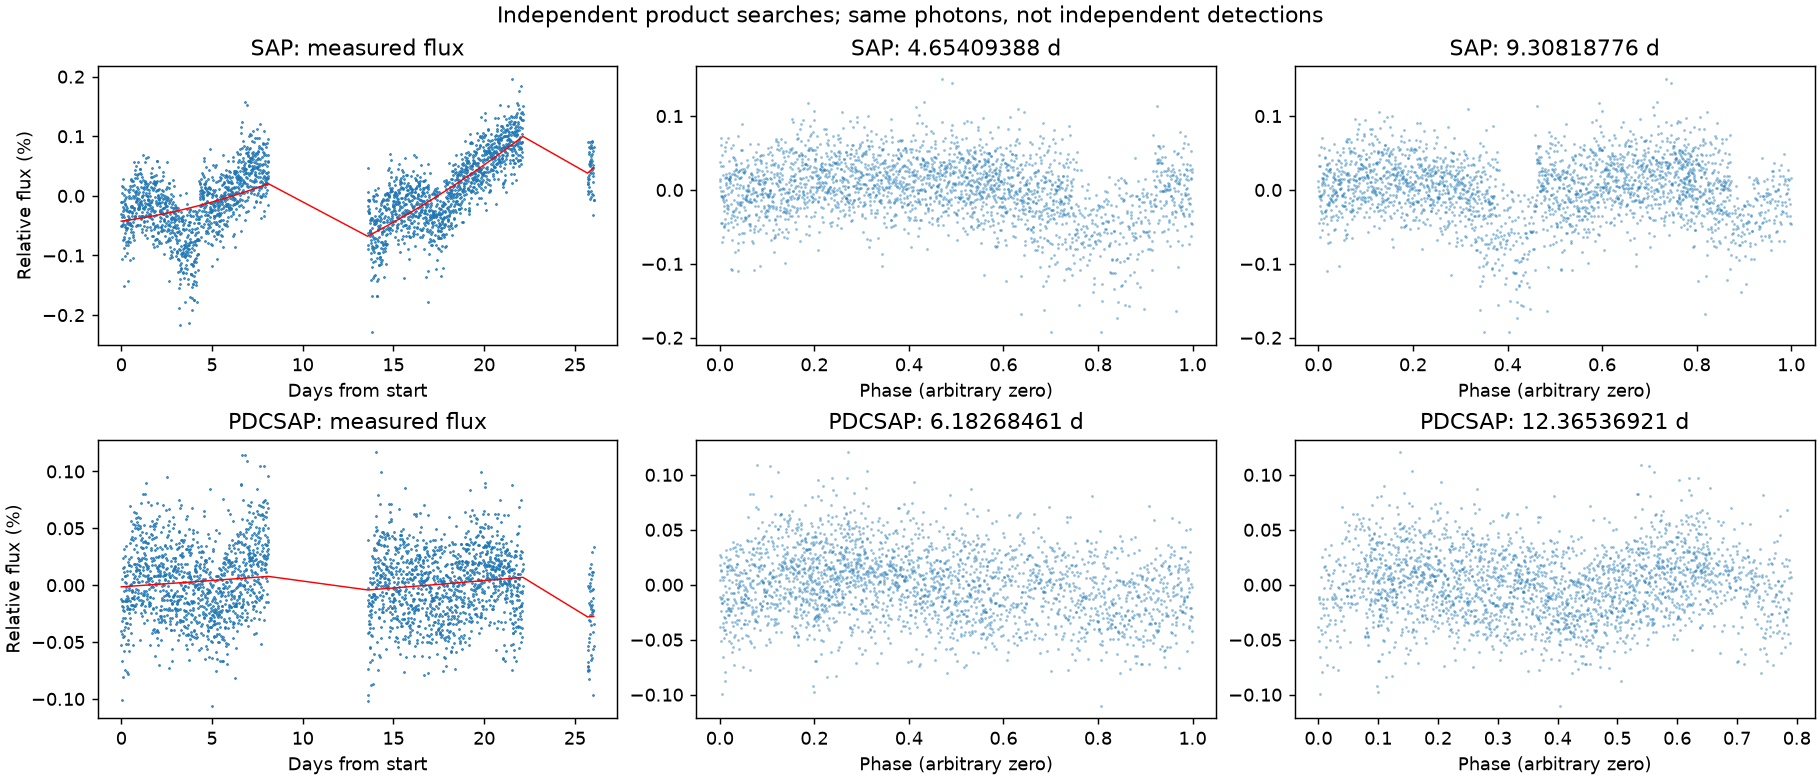 Independent product searches; same photons, not independent detections
SAP: measured flux
SAP: 4.65409388 d
SAP: 9.30818776 d
Relative flux (%)
0.2
0.1
0.0
−0.1
−0.2
0 5 10 15 20 25
Days from start
0.1
0.0
−0.1
−0.2
0.0 0.2 0.4 0.6 0.8 1.0
Phase (arbitrary zero)
0.1
0.0
−0.1
−0.2
0.0 0.2 0.4 0.6 0.8 1.0
Phase (arbitrary zero)
PDCSAP: measured flux
PDCSAP: 6.18268461 d
PDCSAP: 12.36536921 d
Relative flux (%)
0.10
0.05
0.00
−0.05
−0.10
0 5 10 15 20 25
Days from start
0.10
0.05
0.00
−0.05
−0.10
0.0 0.2 0.4 0.6 0.8 1.0
Phase (arbitrary zero)
0.10
0.05
0.00
−0.05
−0.10
0.0 0.1 0.2 0.3 0.4 0.5 0.6 0.7 0.8
Phase (arbitrary zero)